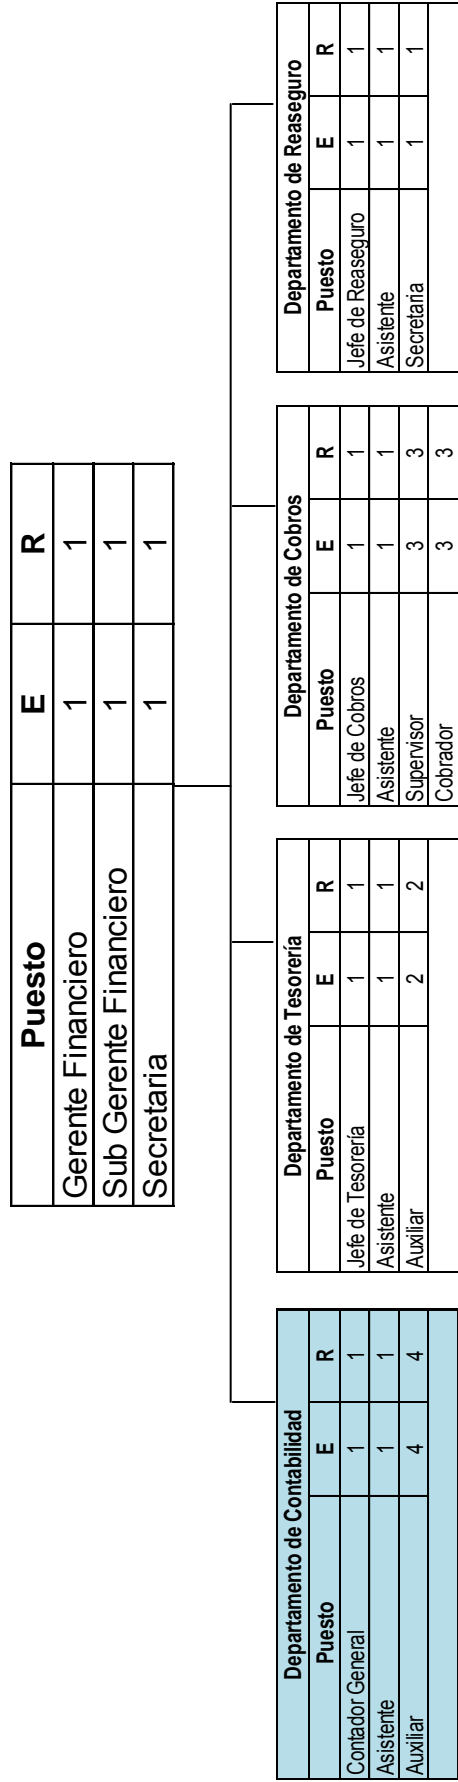 Puesto E R
Gerente Financiero 1 1
Sub Gerente Financiero 1 1
Secretaria 1 1
Departamento de Contabilidad
Puesto E R
Contador General 1 1
Asistente 1 1
Auxiliar 4 4
Departamento de Tesorería
Puesto E R
Jefe de Tesorería 1 1
Asistente 1 1
Auxiliar 2 2
Departamento de Cobros
Puesto E R
Jefe de Cobros 1 1
Asistente 1 1
Supervisor 3 3
Cobrador 3 3
Departamento de Reaseguro
Puesto E R
Jefe de Reaseguro 1 1
Asistente 1 1
Secretaria 1 1